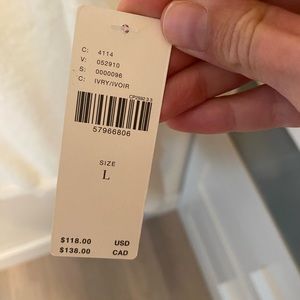 C: 4114
V: 052910
S: 0000096
C: IVRY/IVOIR
57966806
SIZE
L
$118.00 USD
$138.00 CAD